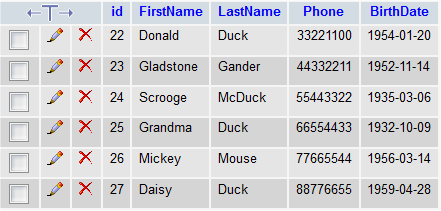 id FirstName LastName Phone BirthDate
22 Donald Duck 33221100 1954-01-20
23 Gladstone Gander 44332211 1952-11-14
24 Scrooge McDuck 55443322 1935-03-06
25 Grandma Duck 66554433 1932-10-09
26 Mickey Mouse 77665544 1956-03-14
27 Daisy Duck 88776655 1959-04-28